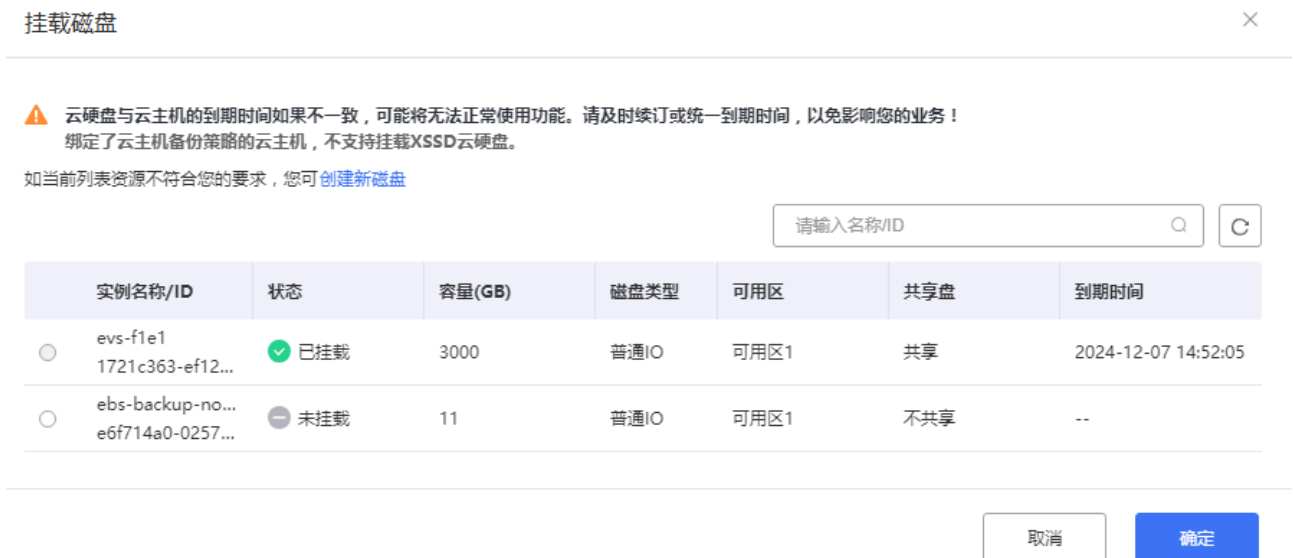 挂载磁盘
云硬盘与云主机的到期时间如果不一致，可能将无法正常使用功能。请及时续订或统一到期时间，以免影响您的业务！
绑定了云主机备份策略的云主机，不支持挂载XSSD云硬盘。
如当前列表资源不符合您的要求，您可创建新磁盘
请输入名称/ID
实例名称/ID 状态 容量(GB) 磁盘类型 可用区 共享盘 到期时间
evs-f1e1
1721c363-ef12... 已挂载 3000 普通IO 可用区1 共享 2024-12-07 14:52:05
ebs-backup-no...
e6f714a0-0257... 未挂载 11 普通IO 可用区1 不共享 --
取消 确定